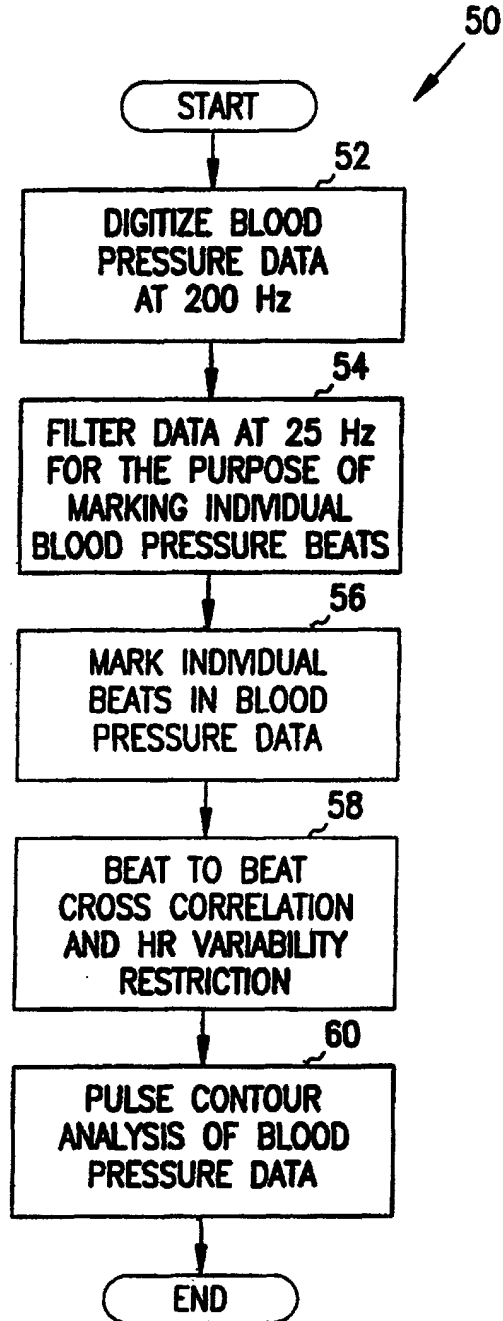 50
START
52
DIGITIZE BLOOD
PRESSURE DATA
AT 200 Hz
54
FILTER DATA AT 25 Hz
FOR THE PURPOSE OF
MARKING INDIVIDUAL
BLOOD PRESSURE BEATS
56
MARK INDIVIDUAL
BEATS IN BLOOD
PRESSURE DATA
58
BEAT TO BEAT
CROSS CORRELATION
AND HR VARIABILITY
RESTRICTION
60
PULSE CONTOUR
ANALYSIS OF BLOOD
PRESSURE DATA
END